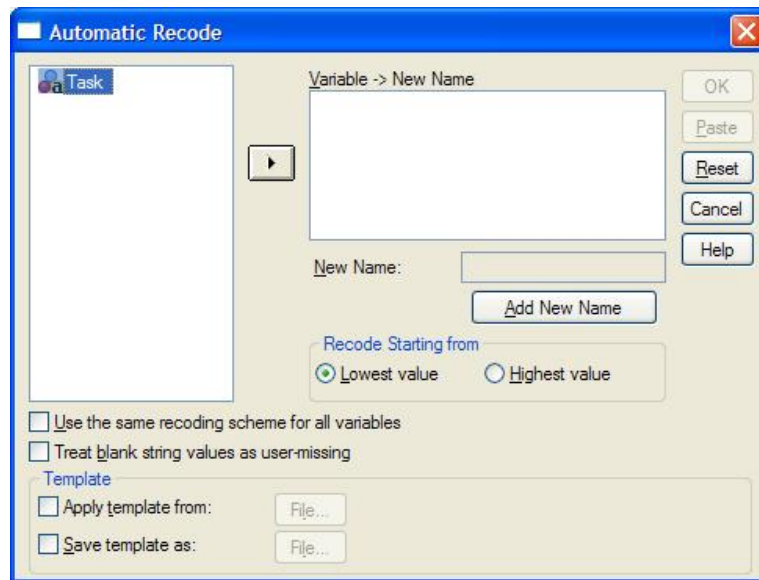 Automatic Recode
a Task
Variable -> New Name
OK
Paste
Reset
Cancel
Help
New Name:
Add New Name
Recode Starting from
Lowest value
Highest value
Use the same recoding scheme for all variables
Treat blank string values as user-missing
Template
Apply template from:
File...
Save template as:
File...